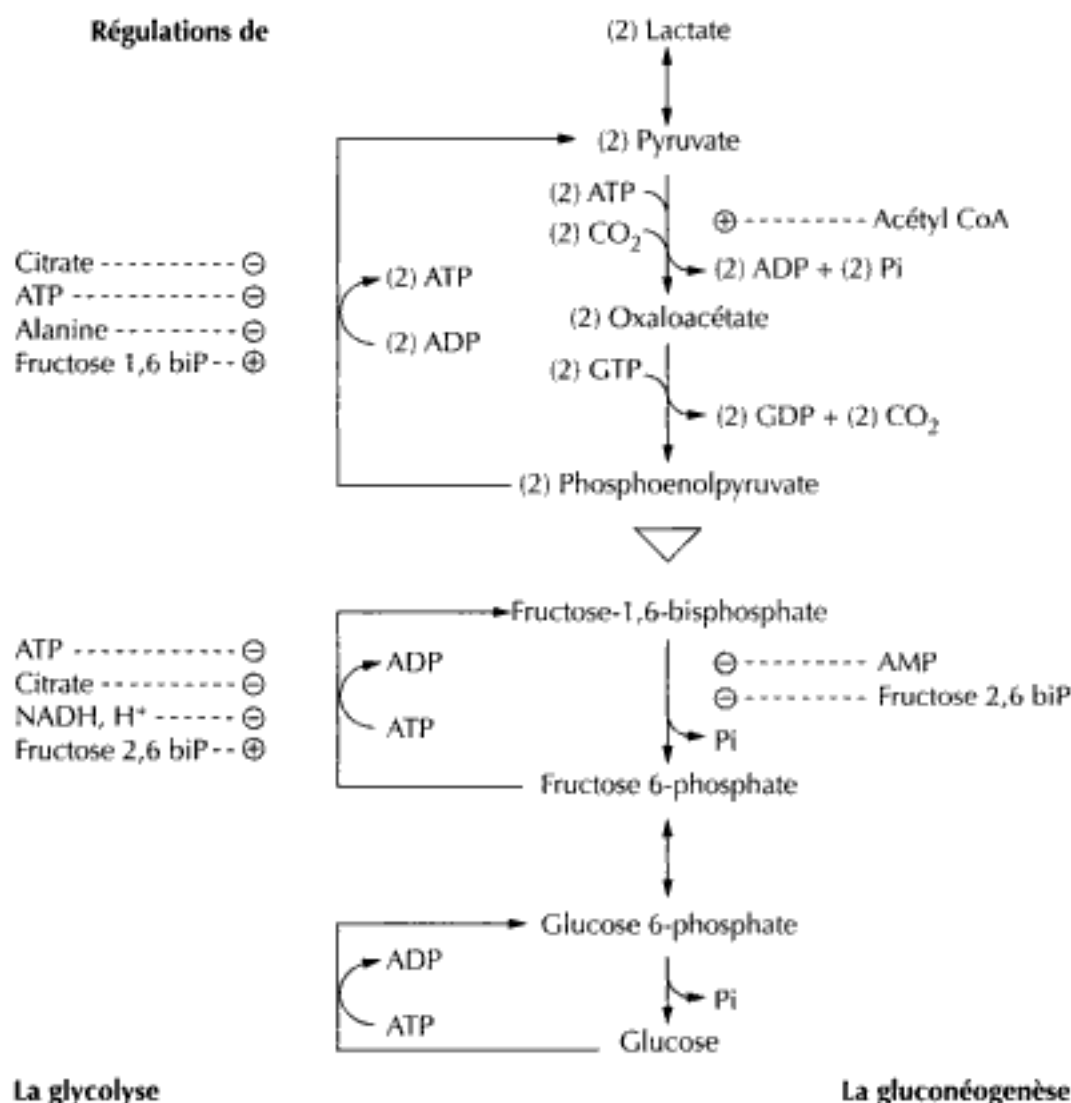 Régulations de
(2) Lactate
(2) Pyruvate
(2) ATP
⊕ ----------- Acétyl CoA
(2) CO₂
Citrate ------------- ⊖
(2) ATP
(2) ADP + (2) Pi
ATP ---------------- ⊖
(2) Oxaloacétate
Alanine ------------ ⊖
(2) ADP
Fructose 1,6 biP-- ⊕
(2) GTP
(2) GDP + (2) CO₂
(2) Phosphoenolpyruvate
Fructose-1,6-bisphosphate
ATP ---------------- ⊖
ADP
⊖ ---------- AMP
Citrate ------------- ⊖
⊖ ---------- Fructose 2,6 biP
NADH, H⁺ ------- ⊖
ATP
Pi
Fructose 2,6 biP-- ⊕
Fructose 6-phosphate
Glucose 6-phosphate
ADP
Pi
ATP
Glucose
La glycolyse
La gluconéogenèse